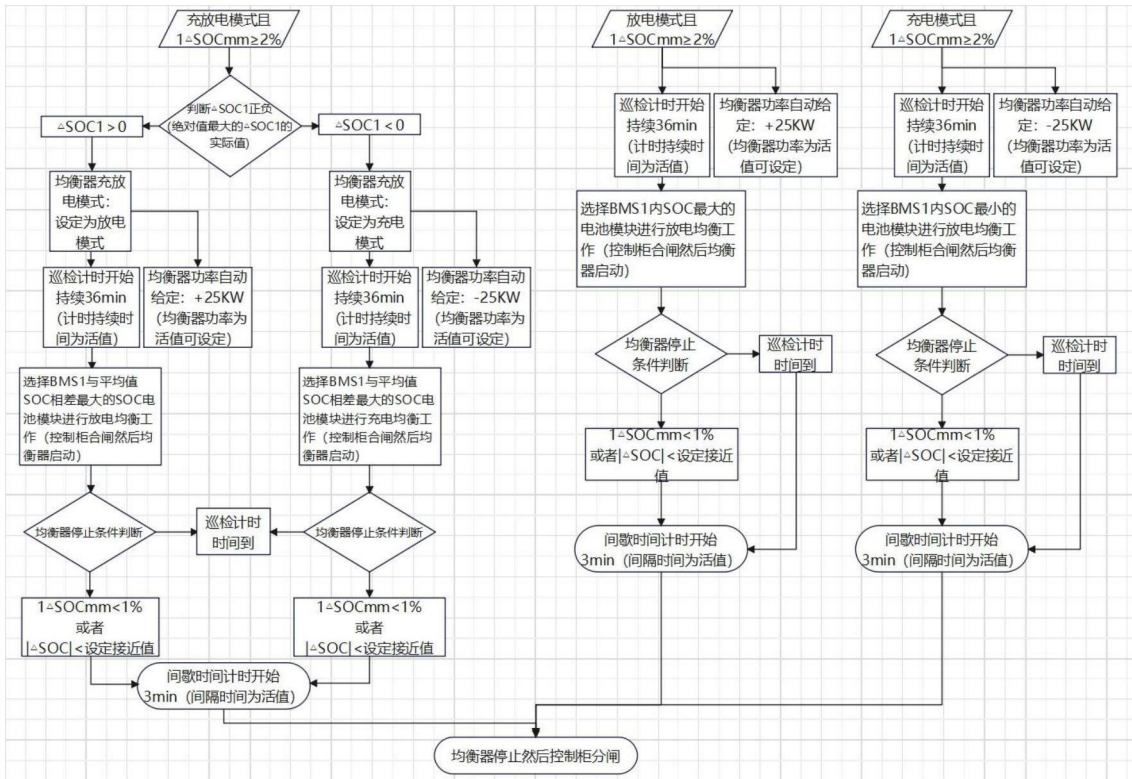 充放电模式且
1△SOCmm≥2%
判断△SOC1正负
(绝对值最大的△SOC1的
实际值)
△SOC1>0
△SOC1<0
均衡器充放
电模式：
设定为放电
模式
均衡器充放
电模式：
设定为充电
模式
巡检计时开始
持续36min
(计时持续时
间为活值)
均衡器功率自动
给定：+25KW
(均衡器功率为
活值可设定)
巡检计时开始
持续36min
(计时持续时
间为活值)
均衡器功率自动
给定：-25KW
(均衡器功率为
活值可设定)
选择BMS1与平均值
SOC相差最大的SOC电
池模块进行放电均衡工
作（控制柜合闸然后均衡
器启动）
选择BMS1与平均值
SOC相差最大的SOC电
池模块进行充电均衡工
作（控制柜合闸然后均
衡器启动）
均衡器停止条件判断
巡检计时
时间到
均衡器停止条件判断
1△SOCmm<1%
或者
|△SOC|<设定接近值
1△SOCmm<1%
或者
|△SOC|<设定接近值
间歇时间计时开始
3min（间隔时间为活值）
放电模式且
1△SOCmm≥2%
巡检计时开始
持续36min
(计时持续时间
为活值)
均衡器功率自动给
定：+25KW
(均衡器功率为活
值可设定)
选择BMS1内SOC最大的
电池模块进行放电均衡工
作（控制柜合闸然后均衡
器启动）
均衡器停止
条件判断
巡检计时
时间到
1△SOCmm<1%
或者|△SOC|<设定接近
值
间歇时间计时开始
3min（间隔时间为活值）
充电模式且
1△SOCmm≥2%
巡检计时开始
持续36min
(计时持续时间
为活值)
均衡器功率自动给
定：-25KW
(均衡器功率为活
值可设定)
选择BMS1内SOC最小的
电池模块进行放电均衡工
作（控制柜合闸然后均衡
器启动）
均衡器停止
条件判断
巡检计时
时间到
1△SOCmm<1%
或者|△SOC|<设定接近
值
间歇时间计时开始
3min（间隔时间为活值）
均衡器停止然后控制柜分闸